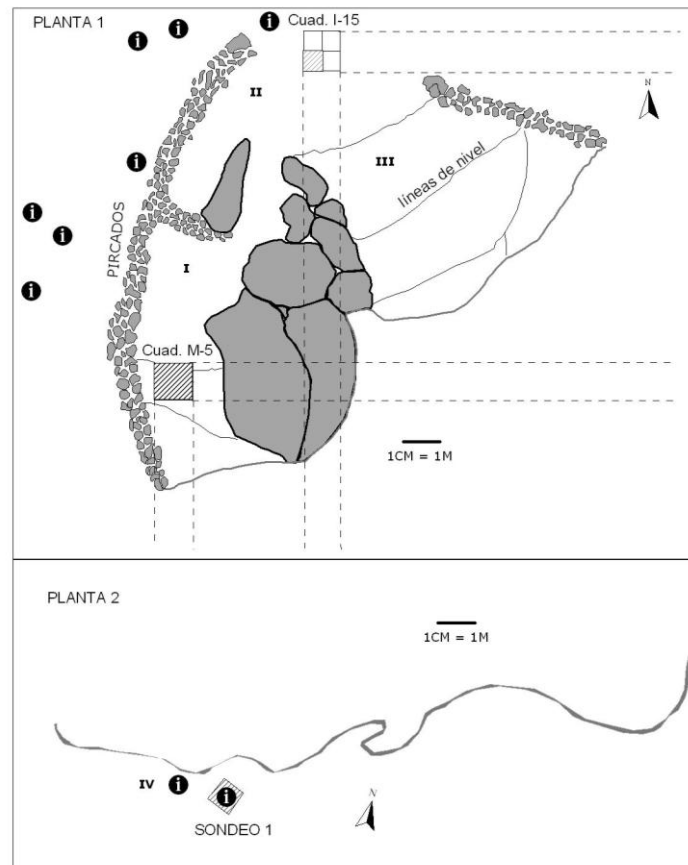 PLANTA 1
i
i
i
Cuad. I-15
N
II
i
III
líneas de nivel
i
i
PIRCADOS
I
i
Cuad. M-5
1CM = 1M
PLANTA 2
1CM = 1M
IV
i
i
N
SONDEO 1